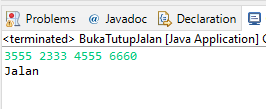 Problems @ Javadoc Declaration
<terminated> BukaTutupJalan [Java Application]
3555 2333 4555 6660
Jalan